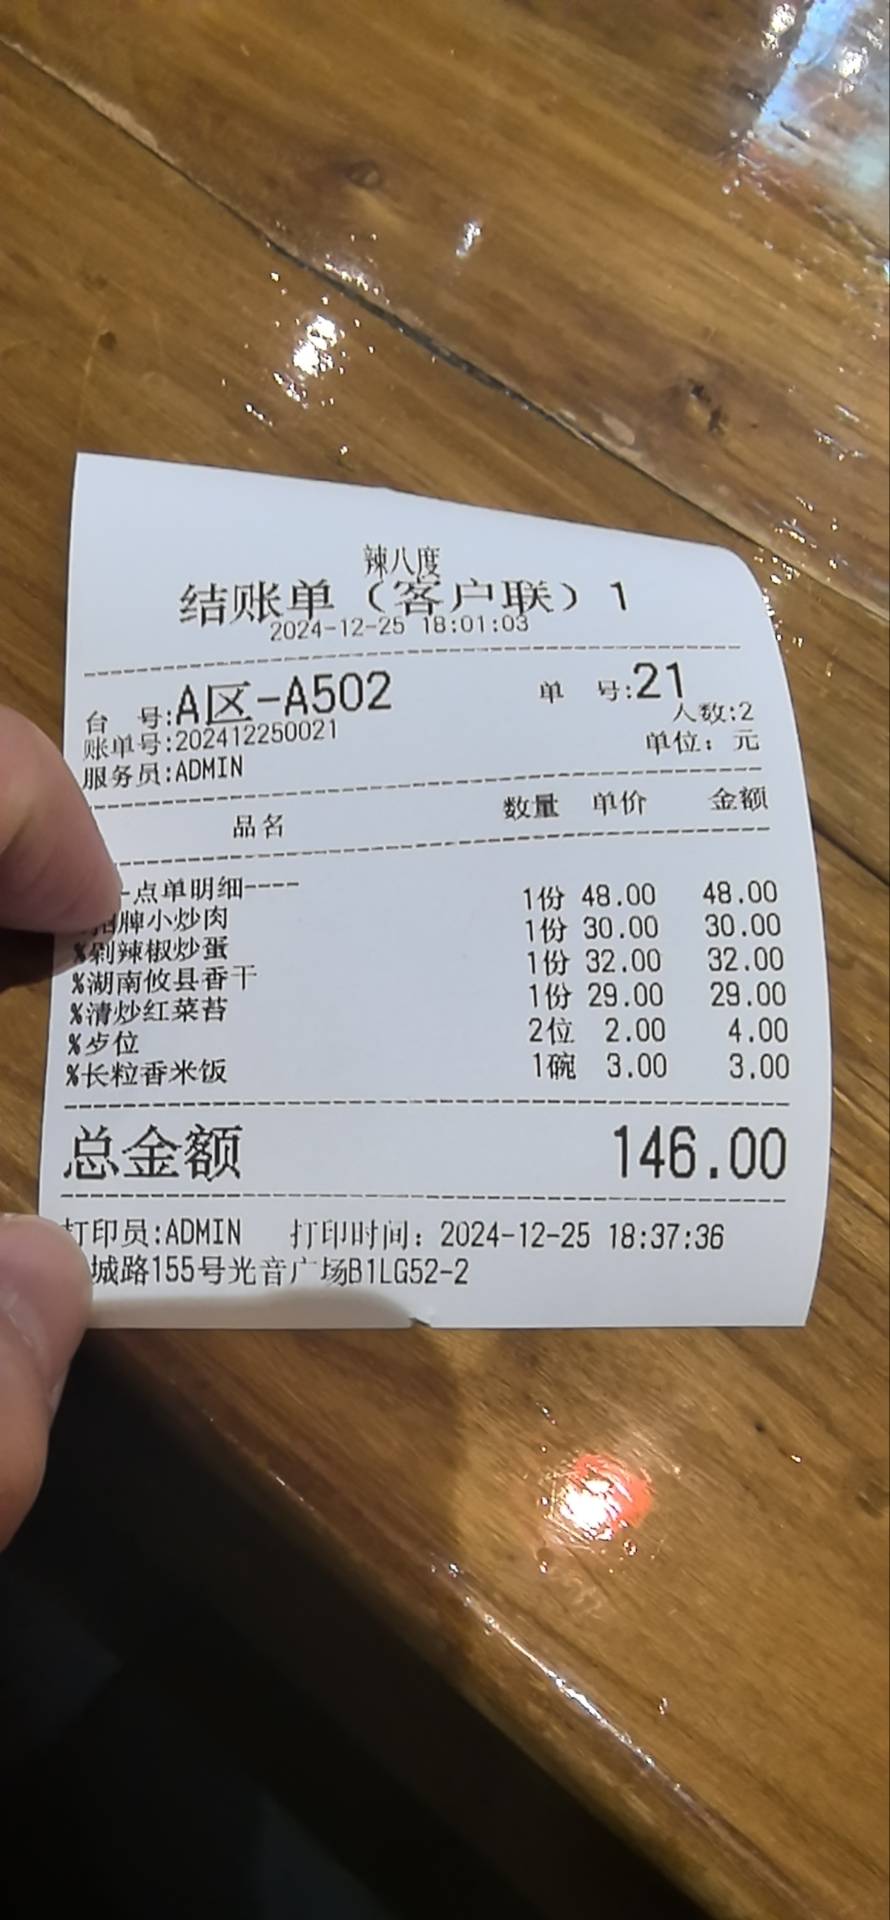 辣八度
结账单（客户联）1
2024-12-25 18:01:03
台 号:A区-A502 单 号:21
人数:2
账单号:202412250021
单位：元
服务员:ADMIN
品名 数量 单价 金额
-点单明细----
招牌小炒肉 1份 48.00 48.00
%剁辣椒炒蛋 1份 30.00 30.00
%湖南攸县香干 1份 32.00 32.00
%清炒红菜苔 1份 29.00 29.00
%歺位 2位 2.00 4.00
%长粒香米饭 1碗 3.00 3.00
总金额 146.00
打印员:ADMIN 打印时间：2024-12-25 18:37:36
城路155号光音广场B1LG52-2